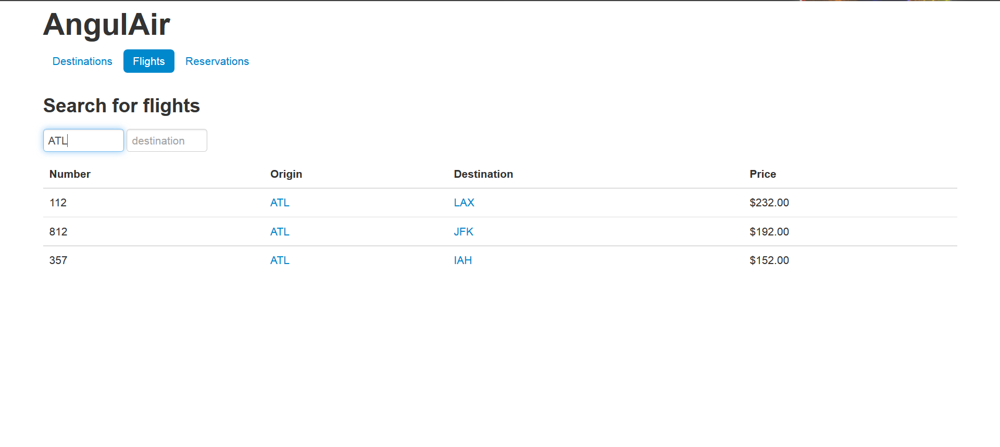 AngulAir
Destinations Flights Reservations
Search for flights
ATL destination
Number Origin Destination Price
112 ATL LAX $232.00
812 ATL JFK $192.00
357 ATL IAH $152.00